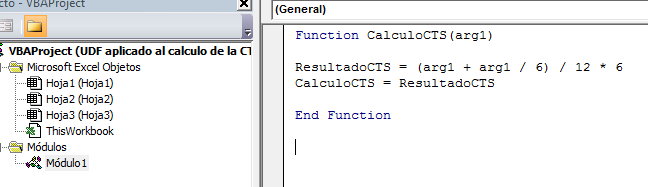 cto - VBAProject
VBAProject (UDF aplicado al calculo de la CT
Microsoft Excel Objetos
Hoja1 (Hoja1)
Hoja2 (Hoja2)
Hoja3 (Hoja3)
ThisWorkbook
Módulos
Módulo1
(General)
Function CalculoCTS(arg1)
ResultadoCTS = (arg1 + arg1 / 6) / 12 * 6
CalculoCTS = ResultadoCTS
End Function